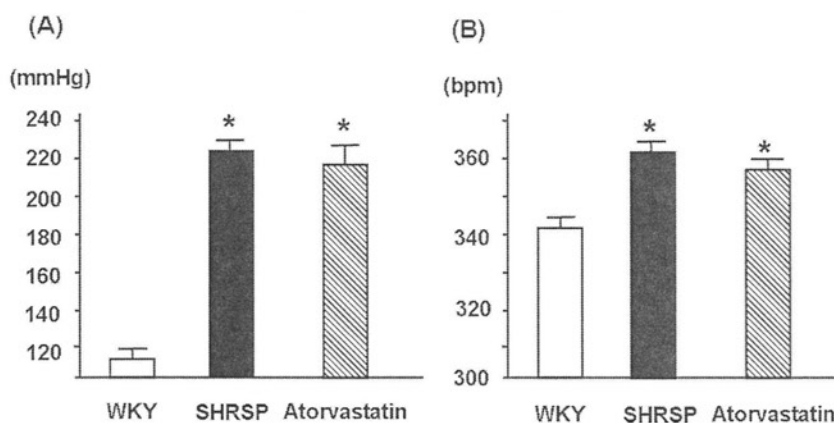 (A)
(mmHg)
240
220
200
180
160
140
120
* *
WKY SHRSP Atorvastatin
(B)
(bpm)
360
340
320
300
* *
WKY SHRSP Atorvastatin